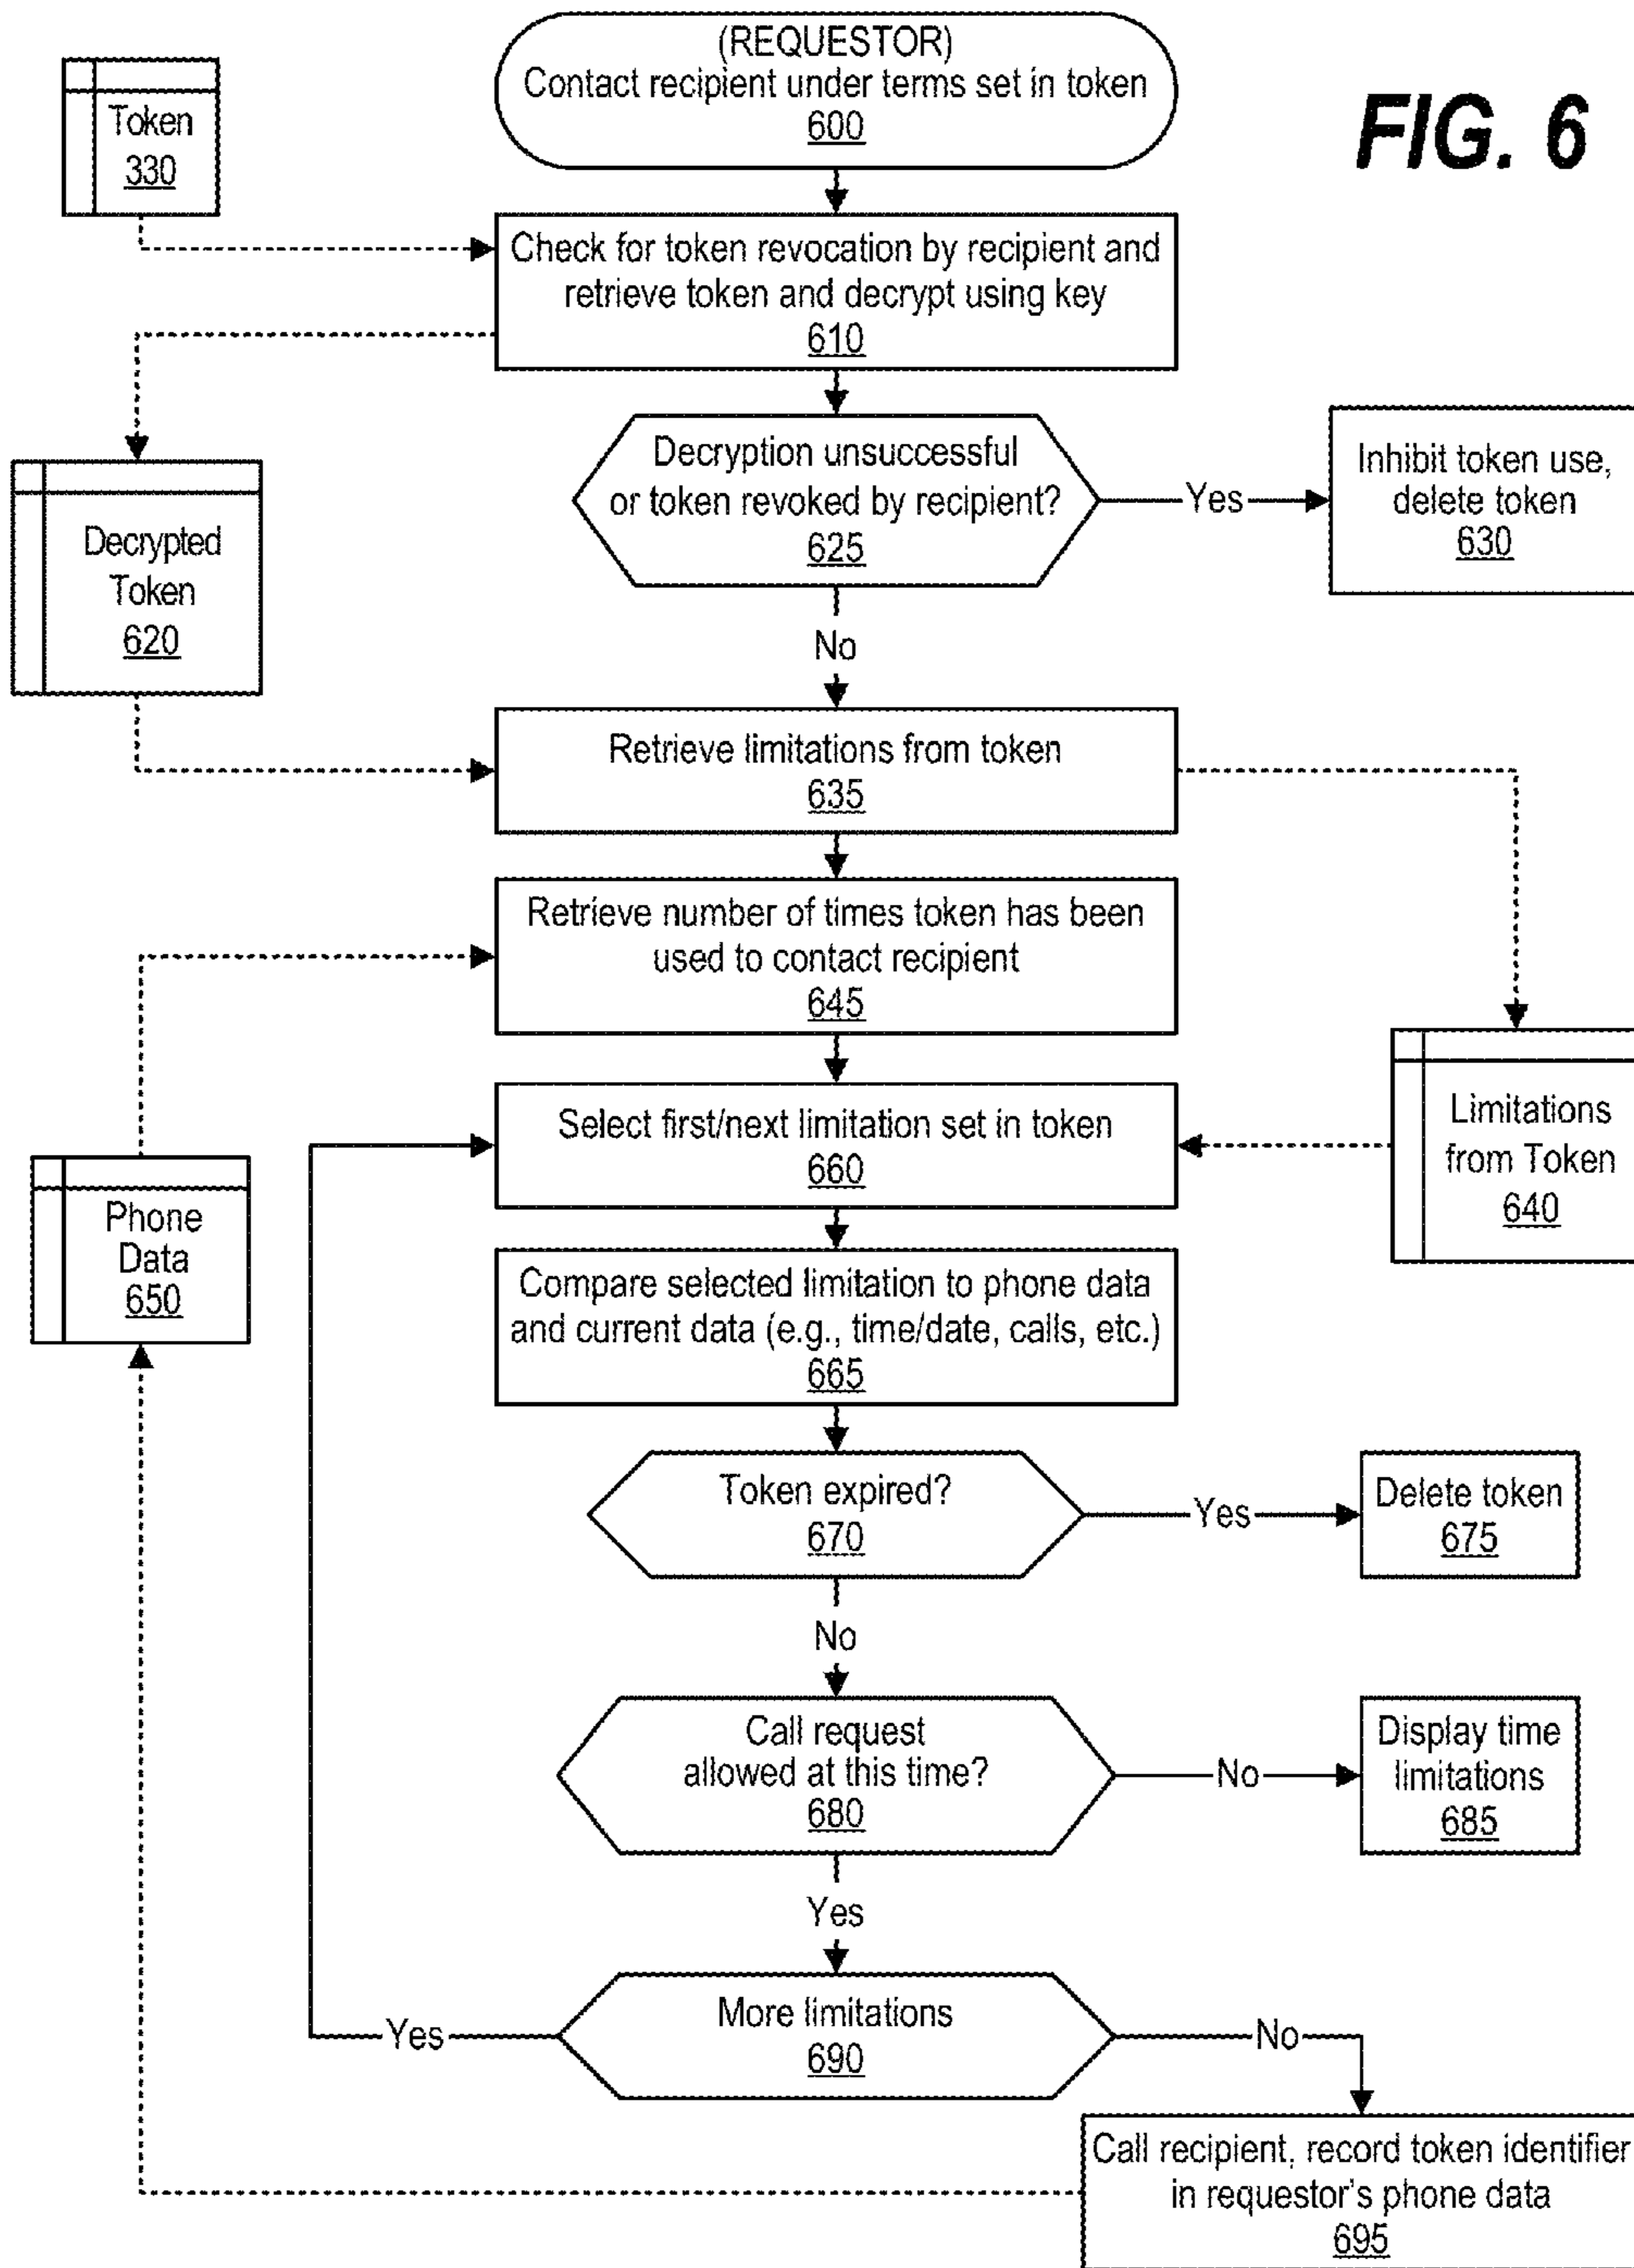 (REQUESTOR)
Contact recipient under terms set in token
600
FIG. 6
Token
330
Check for token revocation by recipient and
retrieve token and decrypt using key
610
Decryption unsuccessful
or token revoked by recipient?
625
Yes
Inhibit token use,
delete token
630
Decrypted
Token
620
No
Retrieve limitations from token
635
Retrieve number of times token has been
used to contact recipient
645
Select first/next limitation set in token
660
Limitations
from Token
640
Phone
Data
650
Compare selected limitation to phone data
and current data (e.g., time/date, calls, etc.)
665
Token expired?
670
Yes
Delete token
675
No
Call request
allowed at this time?
680
No
Display time
limitations
685
Yes
More limitations
690
Yes
No
Call recipient, record token identifier
in requestor's phone data
695